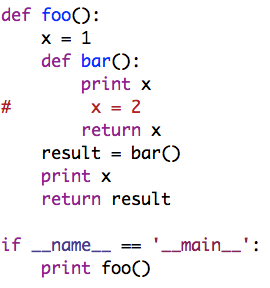 def foo():
    x = 1
    def bar():
        print x
#        x = 2
        return x
    result = bar()
    print x
    return result

if __name__ == '__main__':
    print foo()